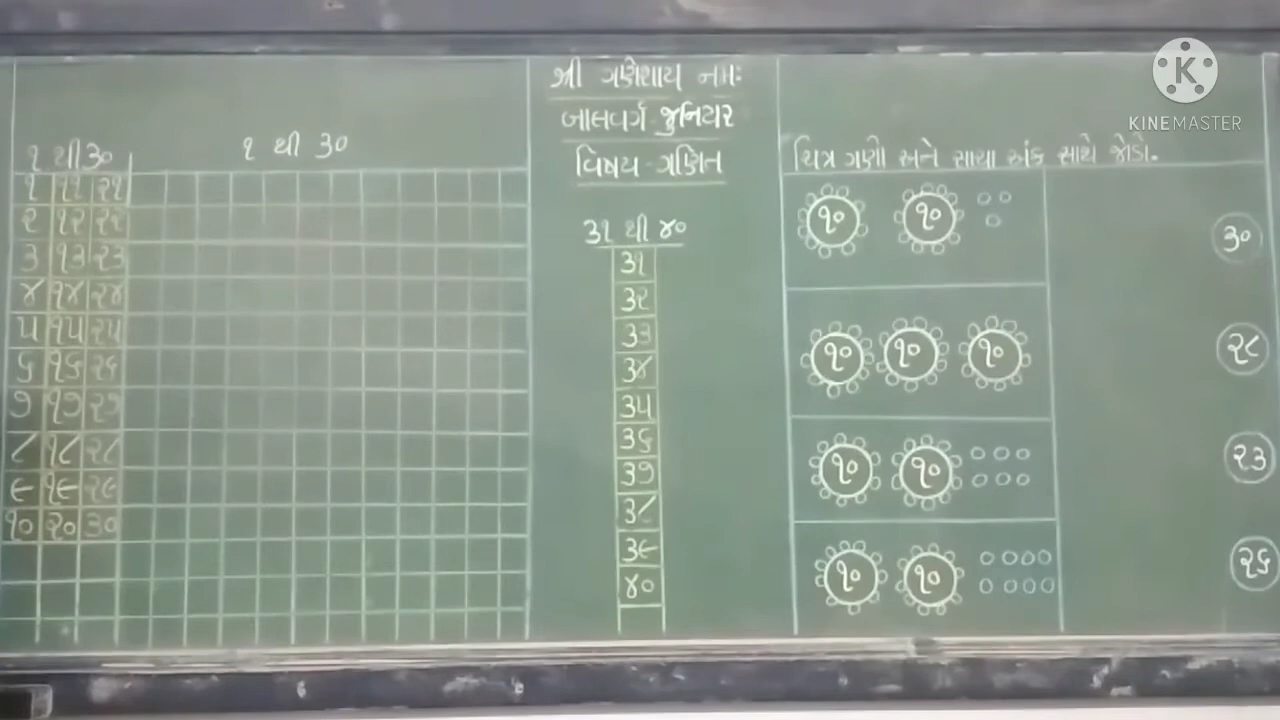 ૧ થી ૩૦
૧ ૧૧ ૨૧
૨ ૧૨ ૨૨
૩ ૧૩ ૨૩
૪ ૧૪ ૨૪
૫ ૧૫ ૨૫
૬ ૧૬ ૨૬
૭ ૧૭ ૨૭
૮ ૧૮ ૨૮
૯ ૧૯ ૨૯
૧૦ ૨૦ ૩૦
૧ થી ૩૦
શ્રી ગણેશાય નમઃ
બાલવર્ગ-જુનિયર
વિષય-ગણિત
૩૧ થી ૪૦
૩૧
૩૨
૩૩
૩૪
૩૫
૩૬
૩૭
૩૮
૩૯
૪૦
ચિત્ર ગણો અને સાચા અંક સાથે જોડો.
૧૦ ૧૦ ૩૦
૧૦ ૧૦ ૧૦ ૨૮
૧૦ ૧૦ ૨૩
૧૦ ૧૦ ૨૬
K
KINEMASTER